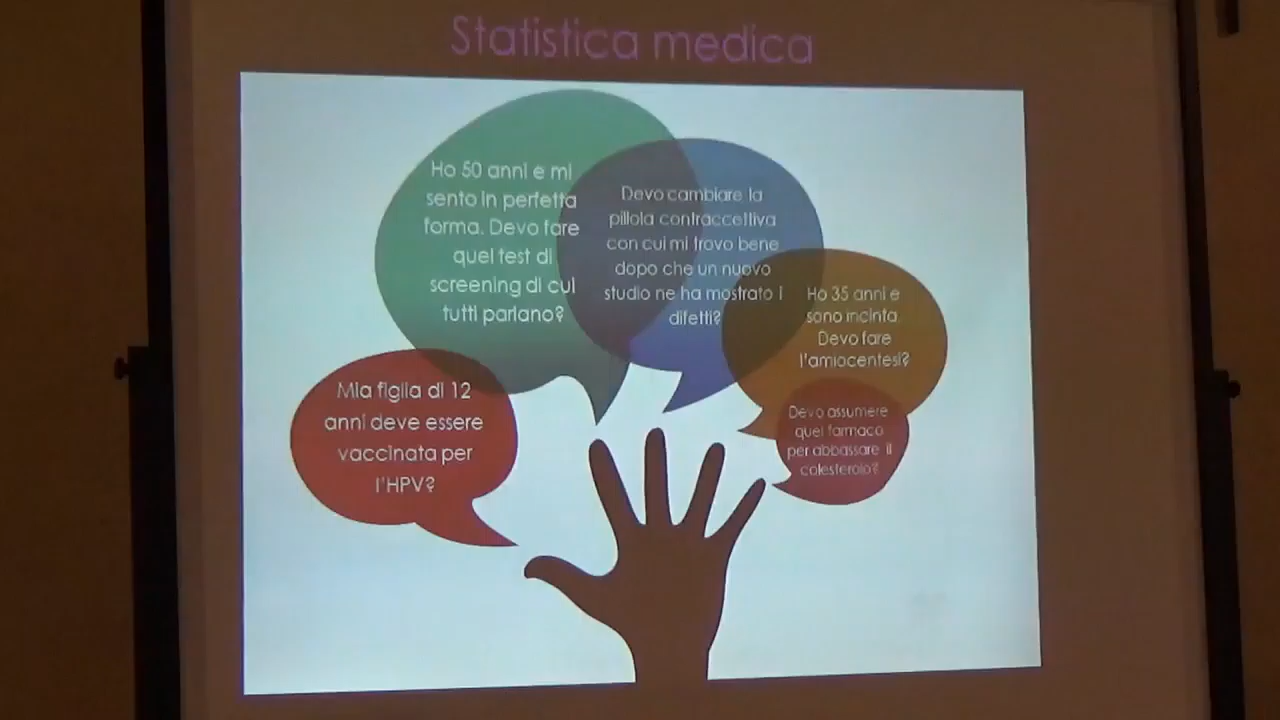 Statistica medica
Ho 50 anni e mi
sento in perfetta
forma. Devo fare
quel test di
screening di cui
tutti parlano?
Devo cambiare la
pillola contraccettiva
con cui mi trovo bene
dopo che un nuovo
studio ne ha mostrato i
difetti?
Ho 35 anni e
sono incinta.
Devo fare
l'amiocentesi?
Mia figlia di 12
anni deve essere
vaccinata per
l'HPV?
Devo assumere
quel farmaco
per abbassare il
colesterolo?